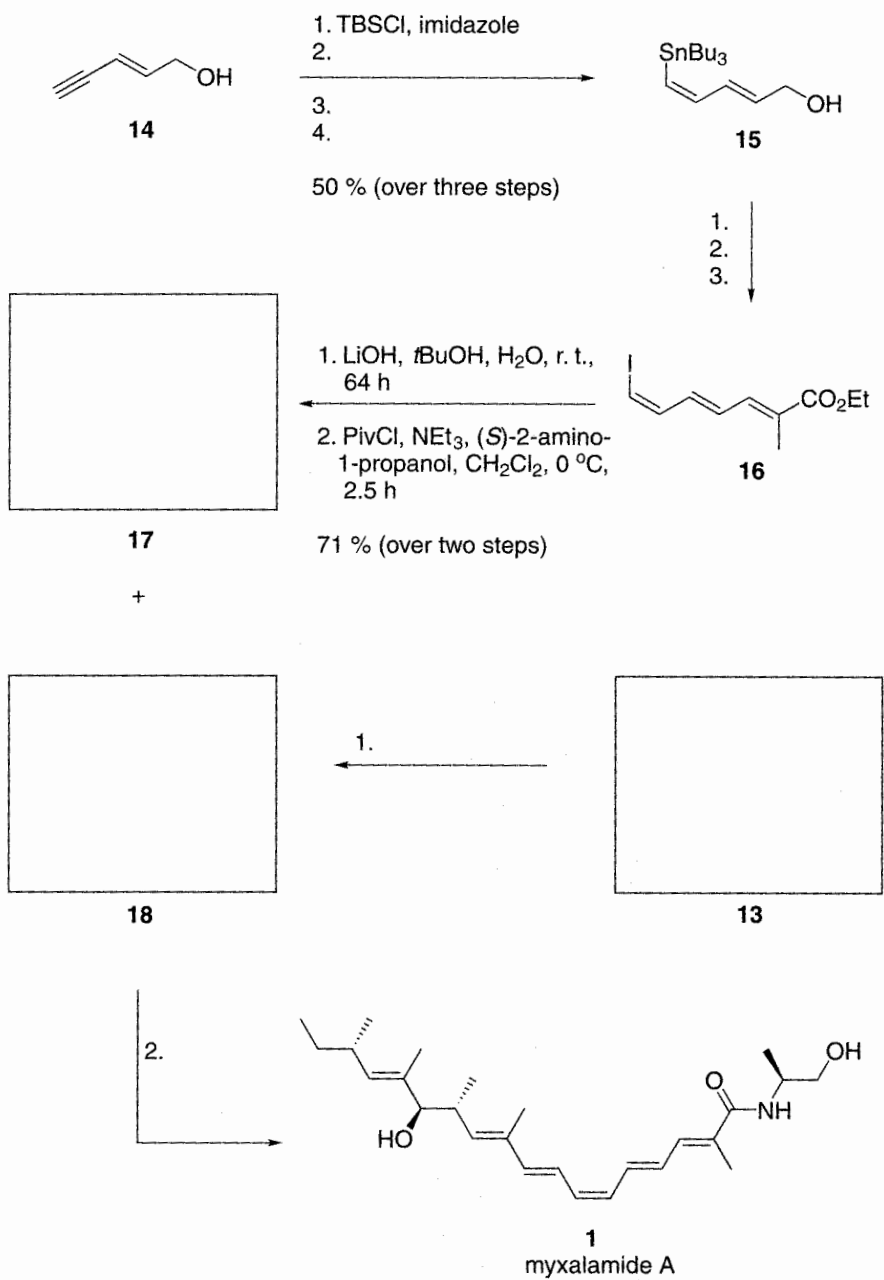 1. TBSCl, imidazole
2.
3.
4.
50 % (over three steps)
OH
14
SnBu3
OH
15
1.
2.
3.
1. LiOH, tBuOH, H2O, r. t.,
64 h
2. PivCl, NEt3, (S)-2-amino-
1-propanol, CH2Cl2, 0 °C,
2.5 h
71 % (over two steps)
I
CO2Et
16
17
+
1.
18
13
2.
HO
O
NH
OH
1
myxalamide A